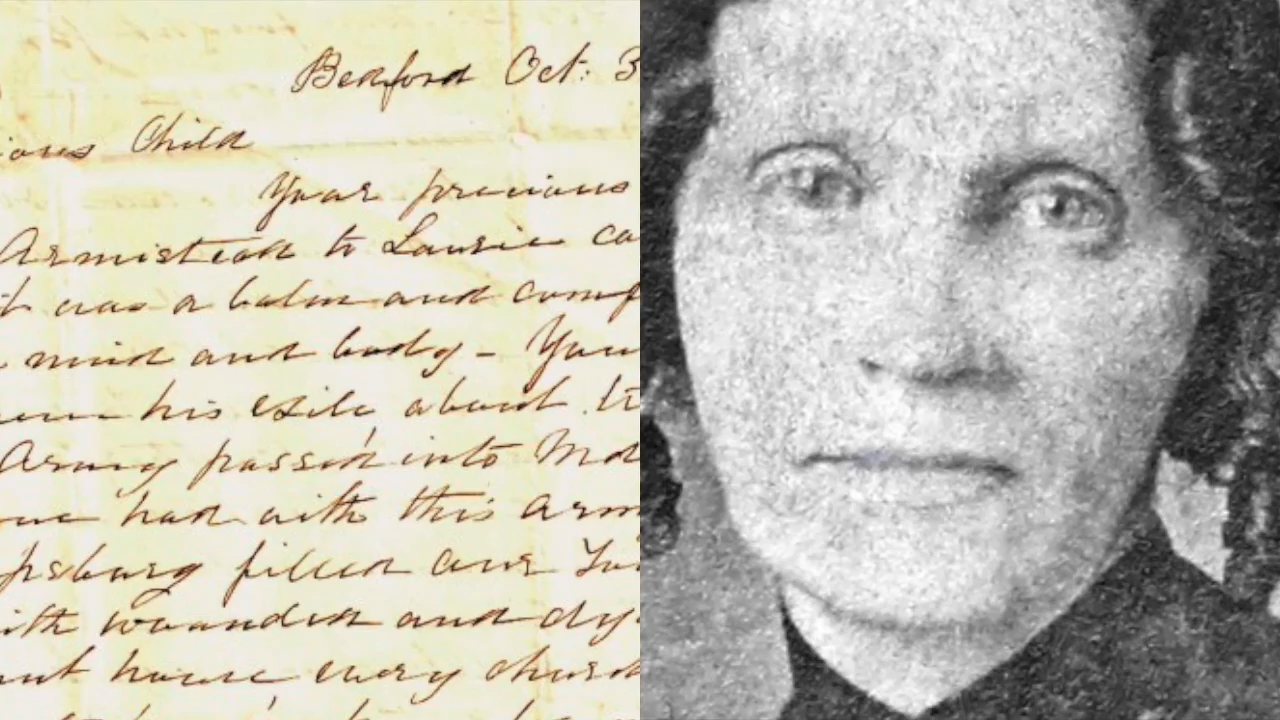 Bedford Oct: 3
ious Child
Your precious
Armistead to Laurie ca
it was a balm and comf
mind and body - Your
his exile about
Army passed into Md
had with this arm
psburg filled our
ith wounded and dy
house every church